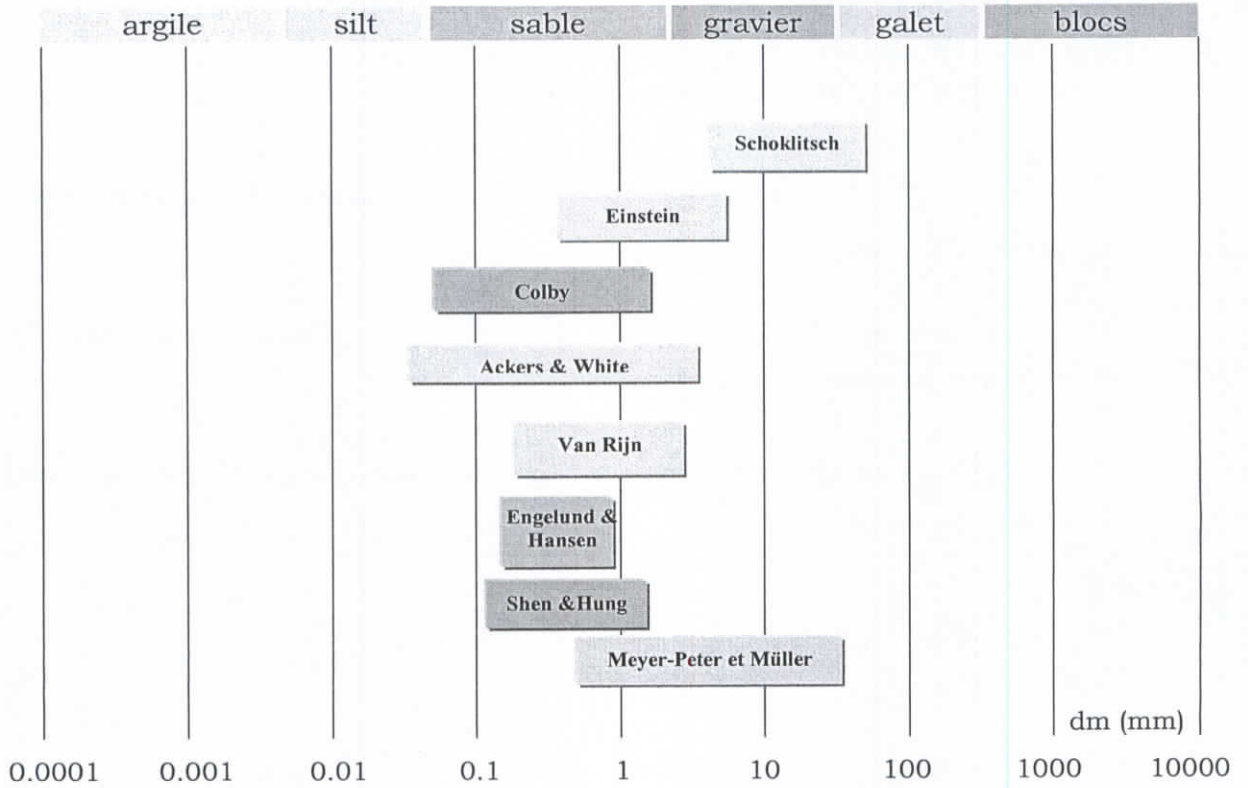 argile silt sable gravier galet blocs
Schoklitsch
Einstein
Colby
Ackers & White
Van Rijn
Engelund &
Hansen
Shen &Hung
Meyer-Peter et Müller
dm (mm)
0.0001 0.001 0.01 0.1 1 10 100 1000 10000